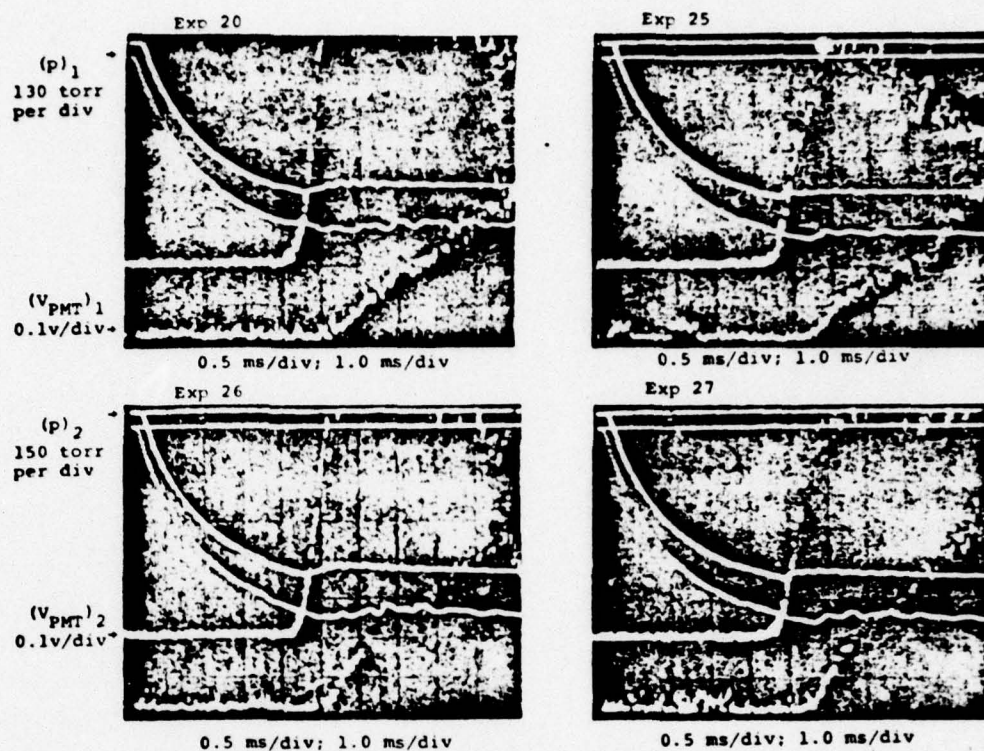 Exp 20
Exp 25
(p)₁
130 torr
per div
(V_PMT)₁
0.1v/div
0.5 ms/div; 1.0 ms/div
0.5 ms/div; 1.0 ms/div
Exp 26
Exp 27
(p)₂
150 torr
per div
(V_PMT)₂
0.1v/div
0.5 ms/div; 1.0 ms/div
0.5 ms/div; 1.0 ms/div